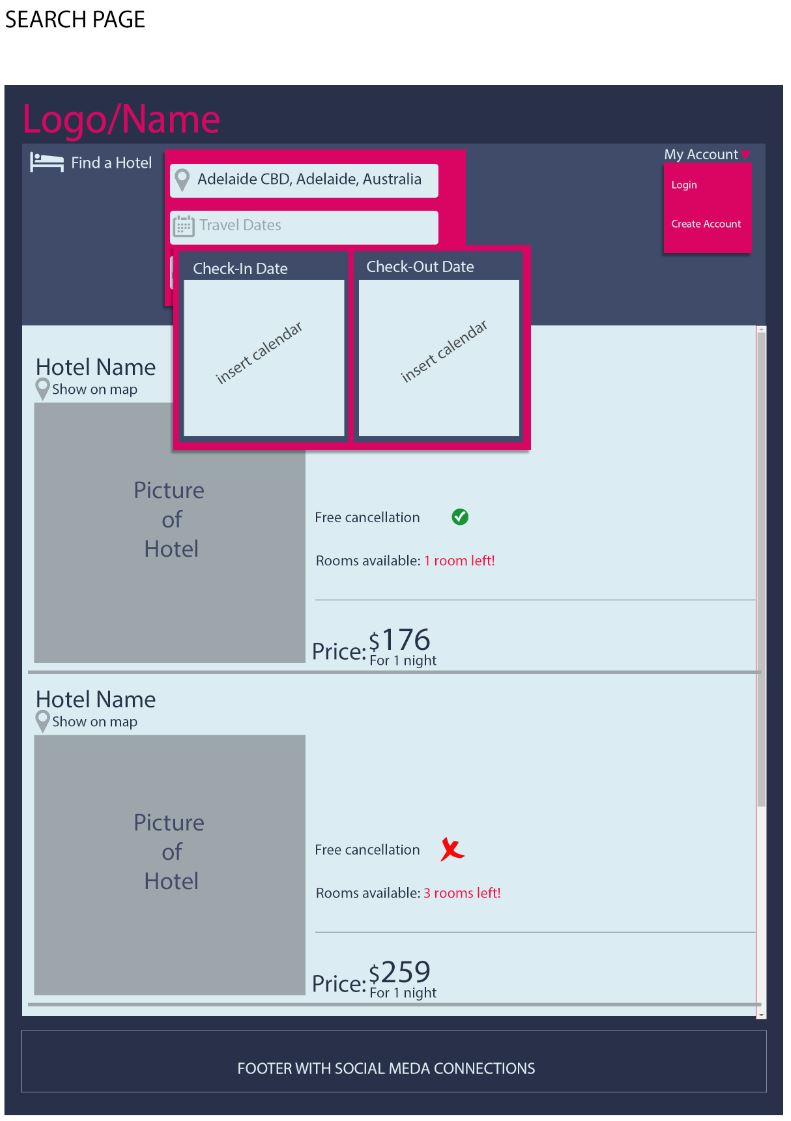 SEARCH PAGE
Logo/Name
Find a Hotel
Adelaide CBD, Adelaide, Australia
Travel Dates
My Account
Login
Create Account
Check-In Date
Check-Out Date
insert calendar
insert calendar
Hotel Name
Show on map
Picture
of
Hotel
Free cancellation
Rooms available: 1 room left!
Price: $176
For 1 night
Hotel Name
Show on map
Picture
of
Hotel
Free cancellation
Rooms available: 3 rooms left!
Price: $259
For 1 night
FOOTER WITH SOCIAL MEDA CONNECTIONS